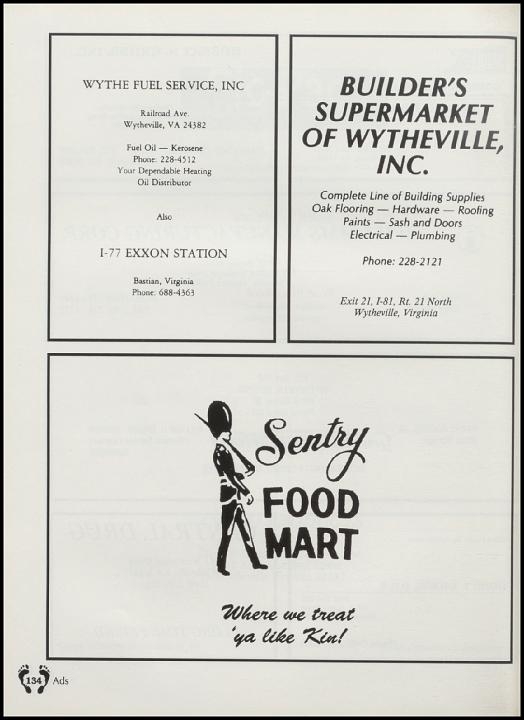 WYTHE FUEL SERVICE, INC
Railroad Ave.
Wytheville, VA 24382
Fuel Oil — Kerosene
Phone: 228-4512
Your Dependable Heating
Oil Distributor
Also
I-77 EXXON STATION
Bastian, Virginia
Phone: 688-4363
BUILDER'S
SUPERMARKET
OF WYTHEVILLE,
INC.
Complete Line of Building Supplies
Oak Flooring — Hardware — Roofing
Paints — Sash and Doors
Electrical — Plumbing
Phone: 228-2121
Exit 21, I-81, Rt. 21 North
Wytheville, Virginia
Sentry
FOOD
MART
Where we treat
'ya like Kin!
134 Ads